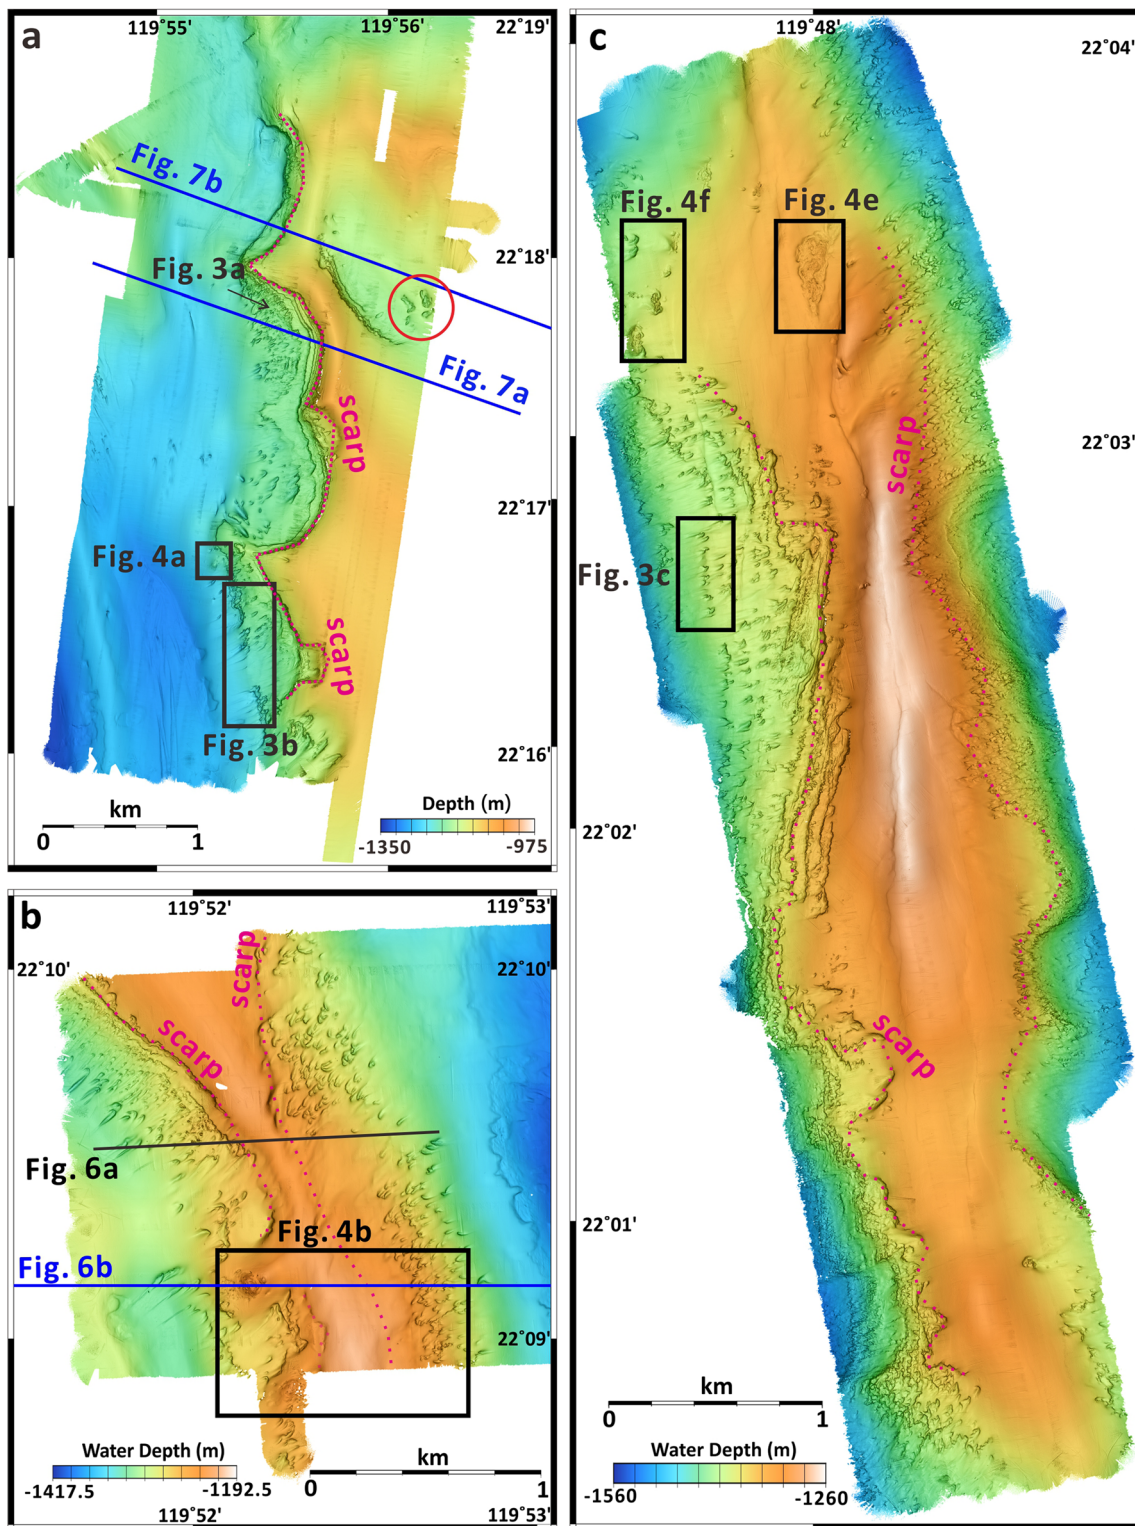 a
119°55'
119°56'
22°19'
Fig. 7b
22°18'
Fig. 3a
Fig. 7a
scarp
22°17'
Fig. 4a
scarp
Fig. 3b
22°16'
km
0
1
Depth (m)
-1350
-975
b
119°52'
119°53'
22°10'
22°10'
scarp
scarp
Fig. 6a
Fig. 4b
Fig. 6b
22°09'
Water Depth (m)
-1417.5
-1192.5
km
0
1
119°52'
119°53'
c
119°48'
22°04'
Fig. 4f
Fig. 4e
22°03'
scarp
Fig. 3c
22°02'
scarp
22°01'
km
0
1
Water Depth (m)
-1560
-1260